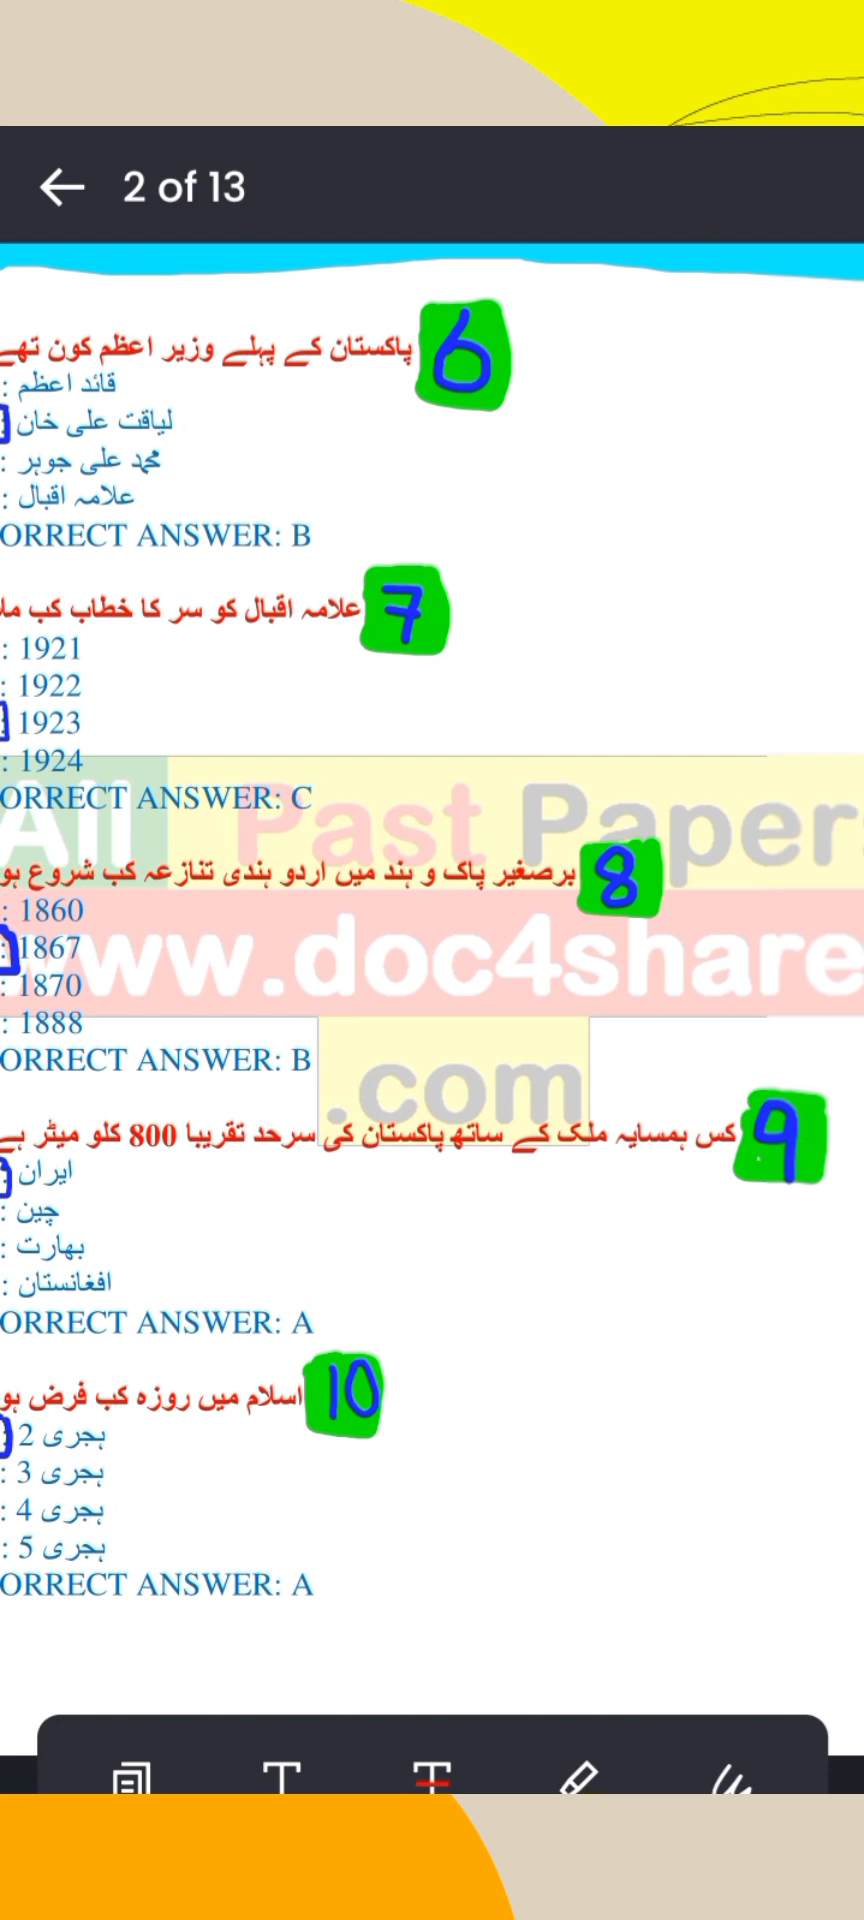 2 of 13
پاکستان کے پہلے وزیر اعظم کون تھے
6
: قائد اعظم
: لیاقت علی خان
: محمد علی جوہر
: علامہ اقبال
ORRECT ANSWER: B
علامہ اقبال کو سر کا خطاب کب ملا
7
: 1921
: 1922
: 1923
: 1924
ORRECT ANSWER: C
All Past Papers
برصغیر پاک و ہند میں اردو ہندی تنازعہ کب شروع ہو
8
: 1860
: 1867
www.doc4share
: 1870
: 1888
ORRECT ANSWER: B
.com
کس ہمسایہ ملک کے ساتھ پاکستان کی سرحد تقریبا 800 کلو میٹر ہے
9
: ایران
: چین
: بھارت
: افغانستان
ORRECT ANSWER: A
اسلام میں روزہ کب فرض ہو
10
: 2 ہجری
: 3 ہجری
: 4 ہجری
: 5 ہجری
ORRECT ANSWER: A